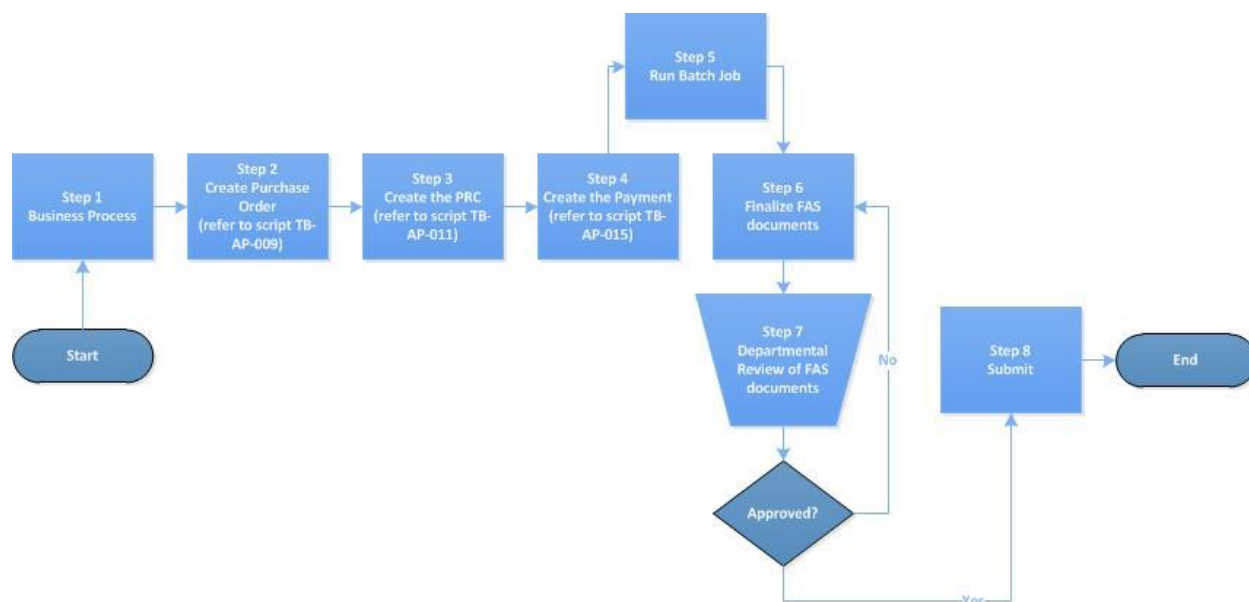 Step 5
Run Batch Job
Step 1
Business Process
Step 2
Create Purchase
Order
(refer to script TB-
AP-009)
Step 3
Create the PRC
(refer to script TB-
AP-011)
Step 4
Create the Payment
(refer to script TB-
AP-015)
Step 6
Finalize FAS
documents
Start
Step 7
Departmental
Review of FAS
documents
No
Step 8
Submit
End
Approved?
Yes